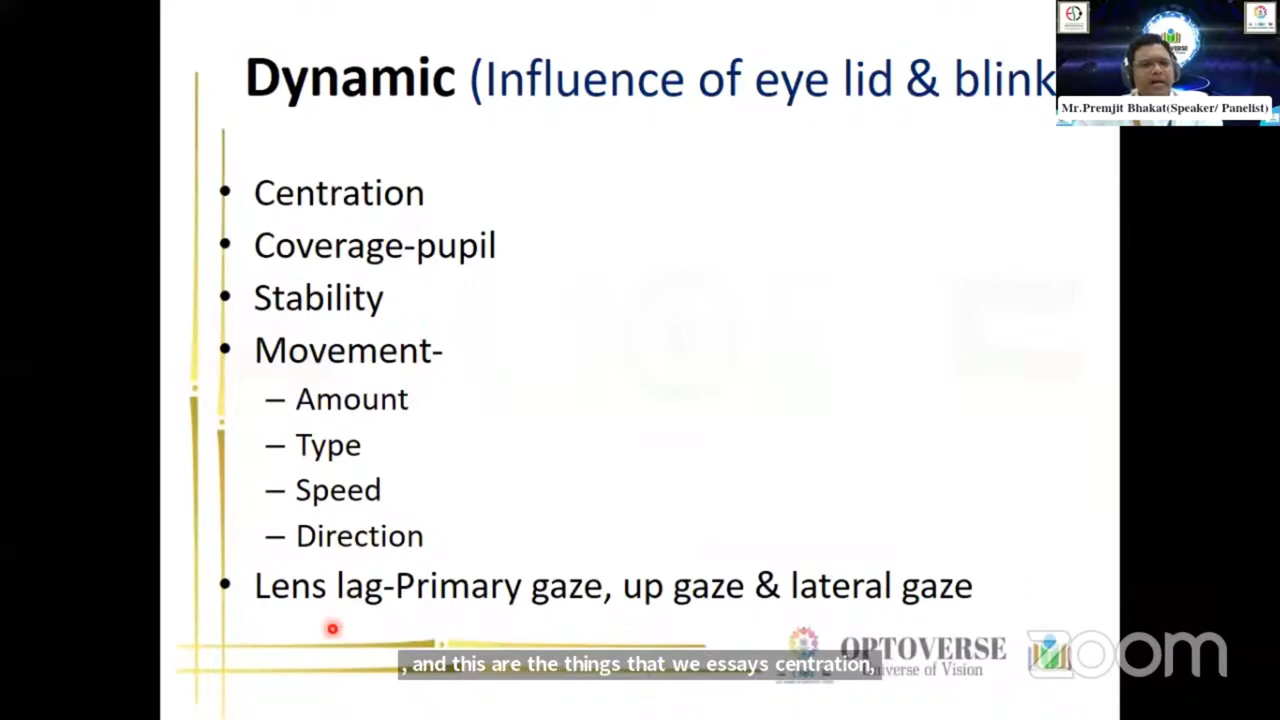 Dynamic (Influence of eye lid & blink
Mr.Premjit Bhakat(Speaker/ Panelist)
• Centration
• Coverage-pupil
• Stability
• Movement-
– Amount
– Type
– Speed
– Direction
• Lens lag-Primary gaze, up gaze & lateral gaze
OPTOVERSE
Universe of Vision
zoom
, and this are the things that we essays centration,